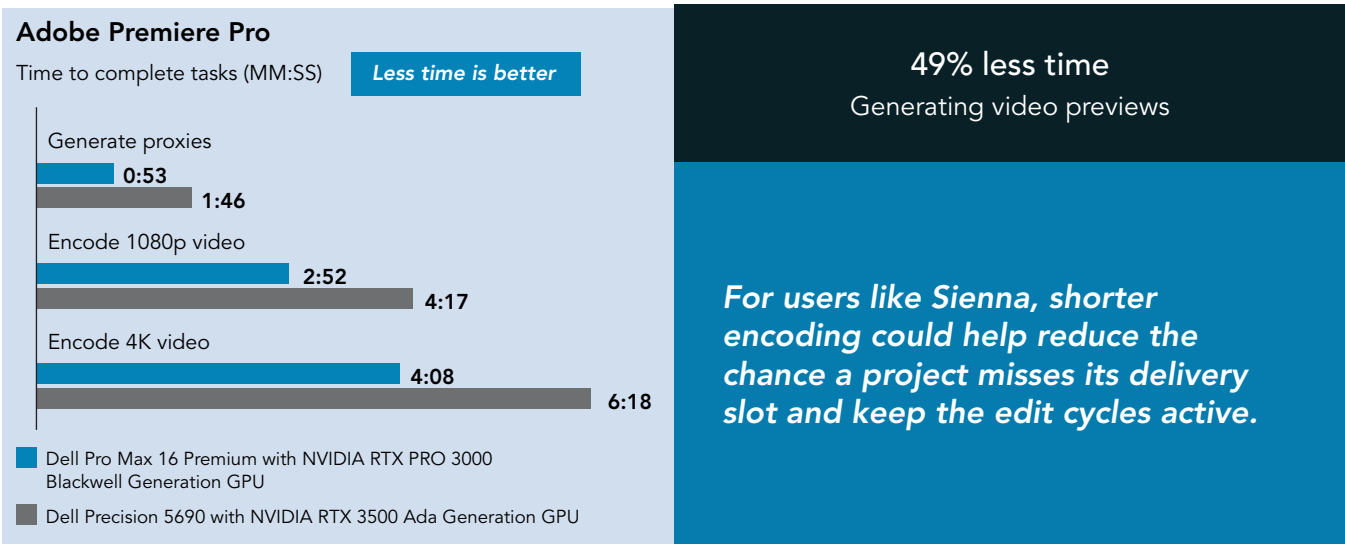 Adobe Premiere Pro
Time to complete tasks (MM:SS)
Less time is better
Generate proxies
0:53
1:46
Encode 1080p video
2:52
4:17
Encode 4K video
4:08
6:18
Dell Pro Max 16 Premium with NVIDIA RTX PRO 3000
Blackwell Generation GPU
Dell Precision 5690 with NVIDIA RTX 3500 Ada Generation GPU
49% less time
Generating video previews
For users like Sienna, shorter
encoding could help reduce the
chance a project misses its delivery
slot and keep the edit cycles active.